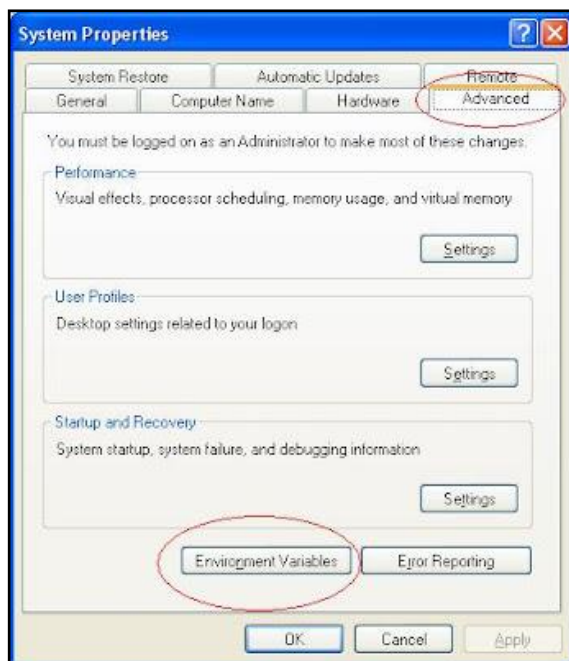 System Properties
System Restore Automatic Updates Remote
General Computer Name Hardware Advanced
You must be logged on as an Administrator to make most of these changes.
Performance
Visual effects, processor scheduling, memory usage, and virtual memory
Settings
User Profiles
Desktop settings related to your logon
Settings
Startup and Recovery
System startup, system failure, and debugging information
Settings
Environment Variables Error Reporting
OK Cancel Apply